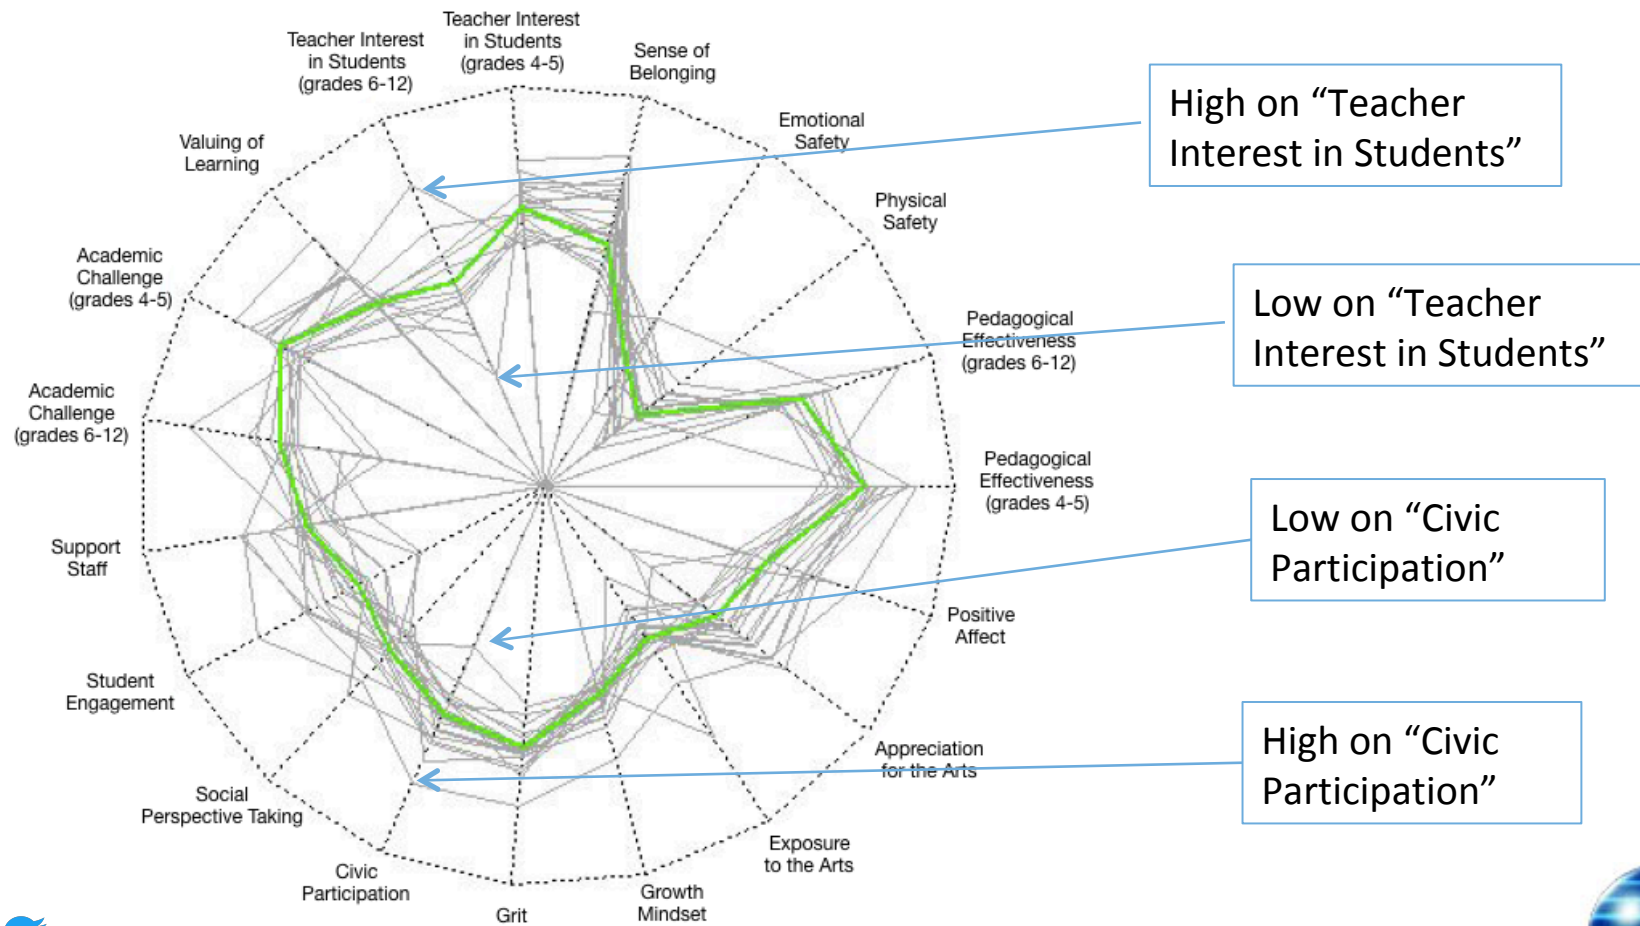 Teacher Interest
in Students
(grades 4-5)
Teacher Interest
in Students
(grades 6-12)
Sense of
Belonging
Emotional
Safety
Physical
Safety
Pedagogical
Effectiveness
(grades 6-12)
Pedagogical
Effectiveness
(grades 4-5)
Positive
Affect
Appreciation
for the Arts
Exposure
to the Arts
Growth
Mindset
Grit
Civic
Participation
Social
Perspective Taking
Student
Engagement
Support
Staff
Academic
Challenge
(grades 6-12)
Academic
Challenge
(grades 4-5)
Valuing of
Learning
High on “Teacher
Interest in Students”
Low on “Teacher
Interest in Students”
Low on “Civic
Participation”
High on “Civic
Participation”